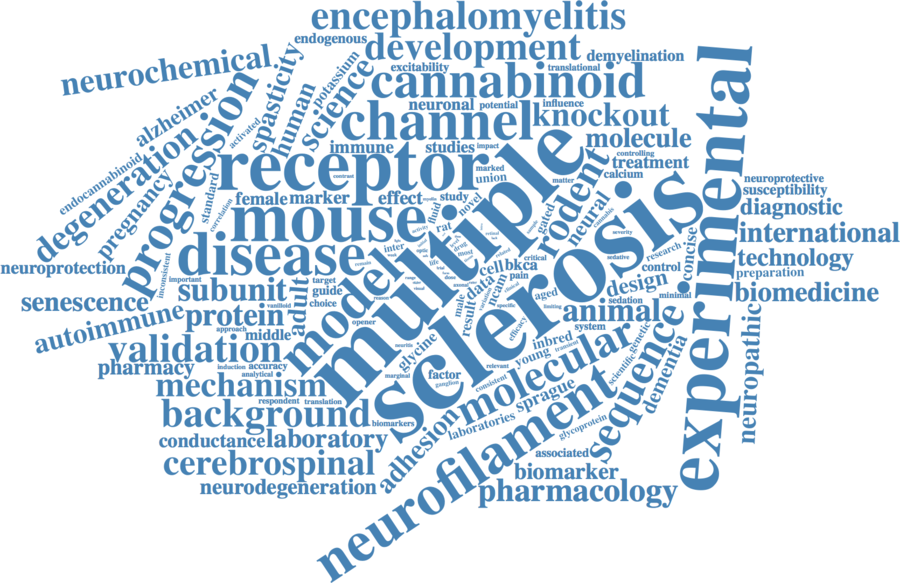 encephalomyelitis
endogenous
development
demyelination
neurochemical
excitability
translational
cannabinoid
potassium
spasticity
human
science
alzheimer
activated
progression
neuronal
potential
influence
channel
knockout
molecule
immune
studies
impact
controlling
treatment
calcium
degeneration
endocannabinoid
pregnancy
standard
correlation
receptor
contrast
marked
union
matter
multiple
rodent
neuroprotective
susceptibility
female
marker
effect
study
novel
fluid
rat
gated
neural
severity
experimental
diagnostic
mouse
international
disease
inter
critical
research
concise
technology
neuroprotection
inconsistent
important
cell
bkca
pain
sedative
control
preparation
subunit
target
guide
choice
adult
model
data
design
minimal
biomedicine
senescence
vanilloid
male
result
aged
sedation
sclerosis
autoimmune
protein
reason
specific
limiting
animal
approach
middle
opener
efficacy
system
genetic
scientific
validation
neuritis
glycine
inbred
transient
young
molecular
sequence
dementia
neuropathic
pharmacy
induction
accuracy
analytical
marginal
factor
ganglion
relevant
consistent
sprague
mechanism
respondent
translation
background
biomarkers
laboratories
glycoprotein
conductance
laboratory
adhesion
associated
cerebrospinal
biomarker
neurodegeneration
neurofilament
pharmacology